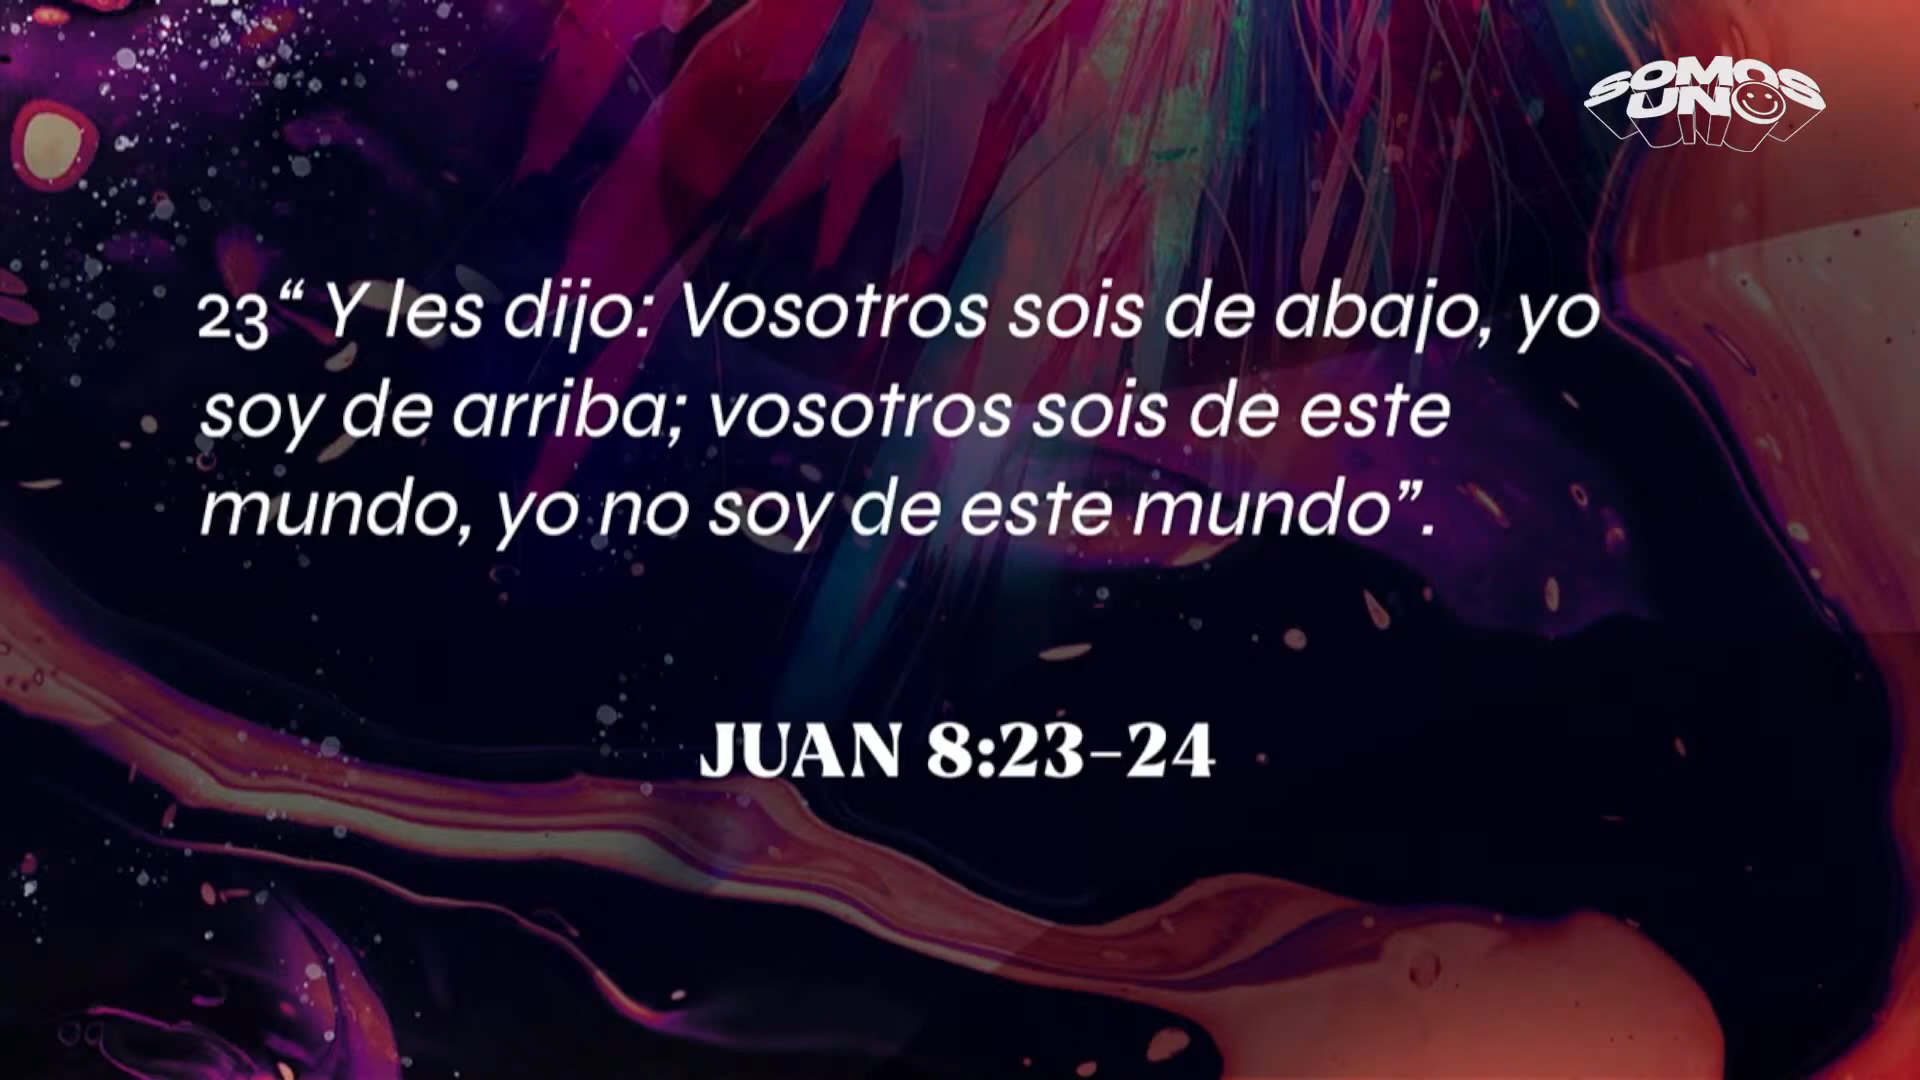 SOMOS
UNO
23 “ Y les dijo: Vosotros sois de abajo, yo
soy de arriba; vosotros sois de este
mundo, yo no soy de este mundo”.
JUAN 8:23–24